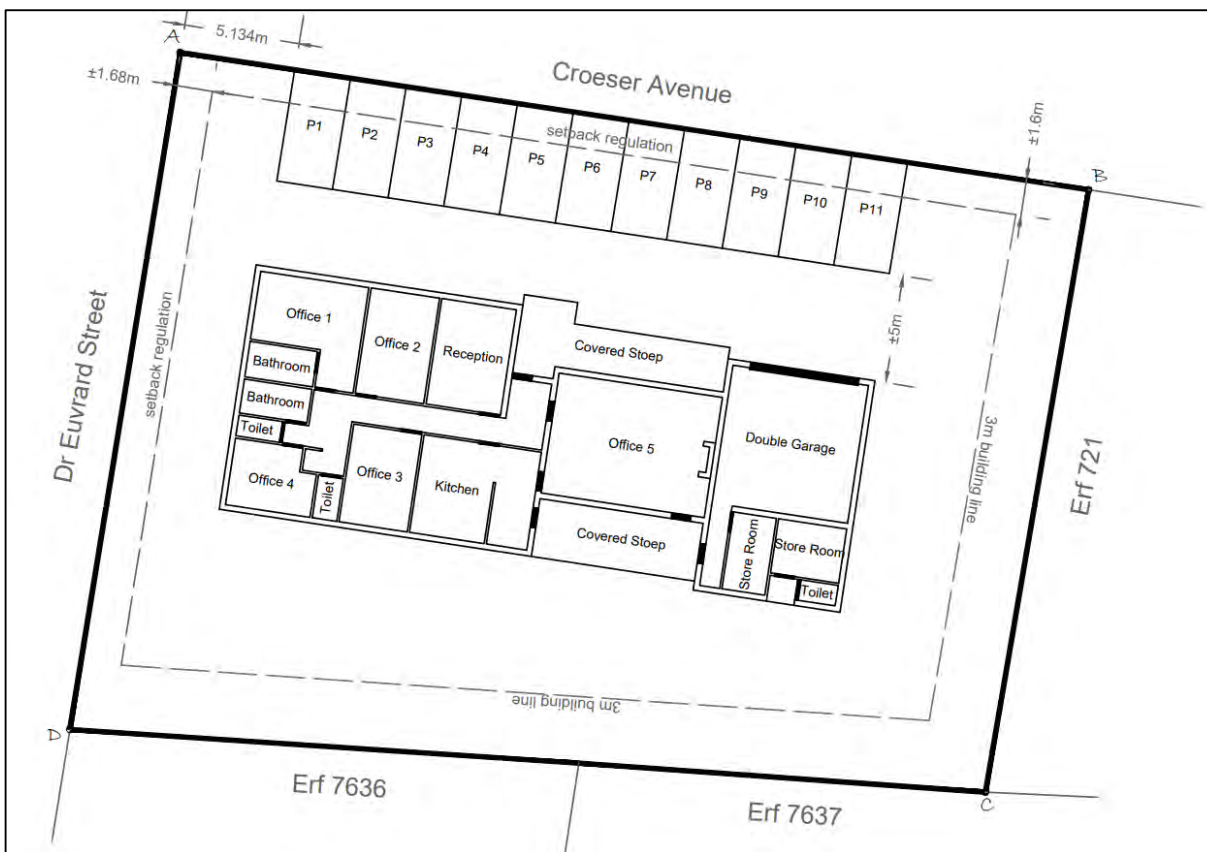 5.134m
A
±1.68m
Croeser Avenue
setback regulation
±1.6m
B
P1
P2
P3
P4
P5
P6
P7
P8
P9
P10
P11
Dr Euvrard Street
setback regulation
Office 1
Office 2
Reception
Covered Stoep
±5m
Bathroom
Bathroom
Toilet
Office 4
Toilet
Office 3
Kitchen
Office 5
Double Garage
Covered Stoep
Store Room
Store Room
Toilet
3m building line
Erf 721
3m building line
D
C
Erf 7636
Erf 7637